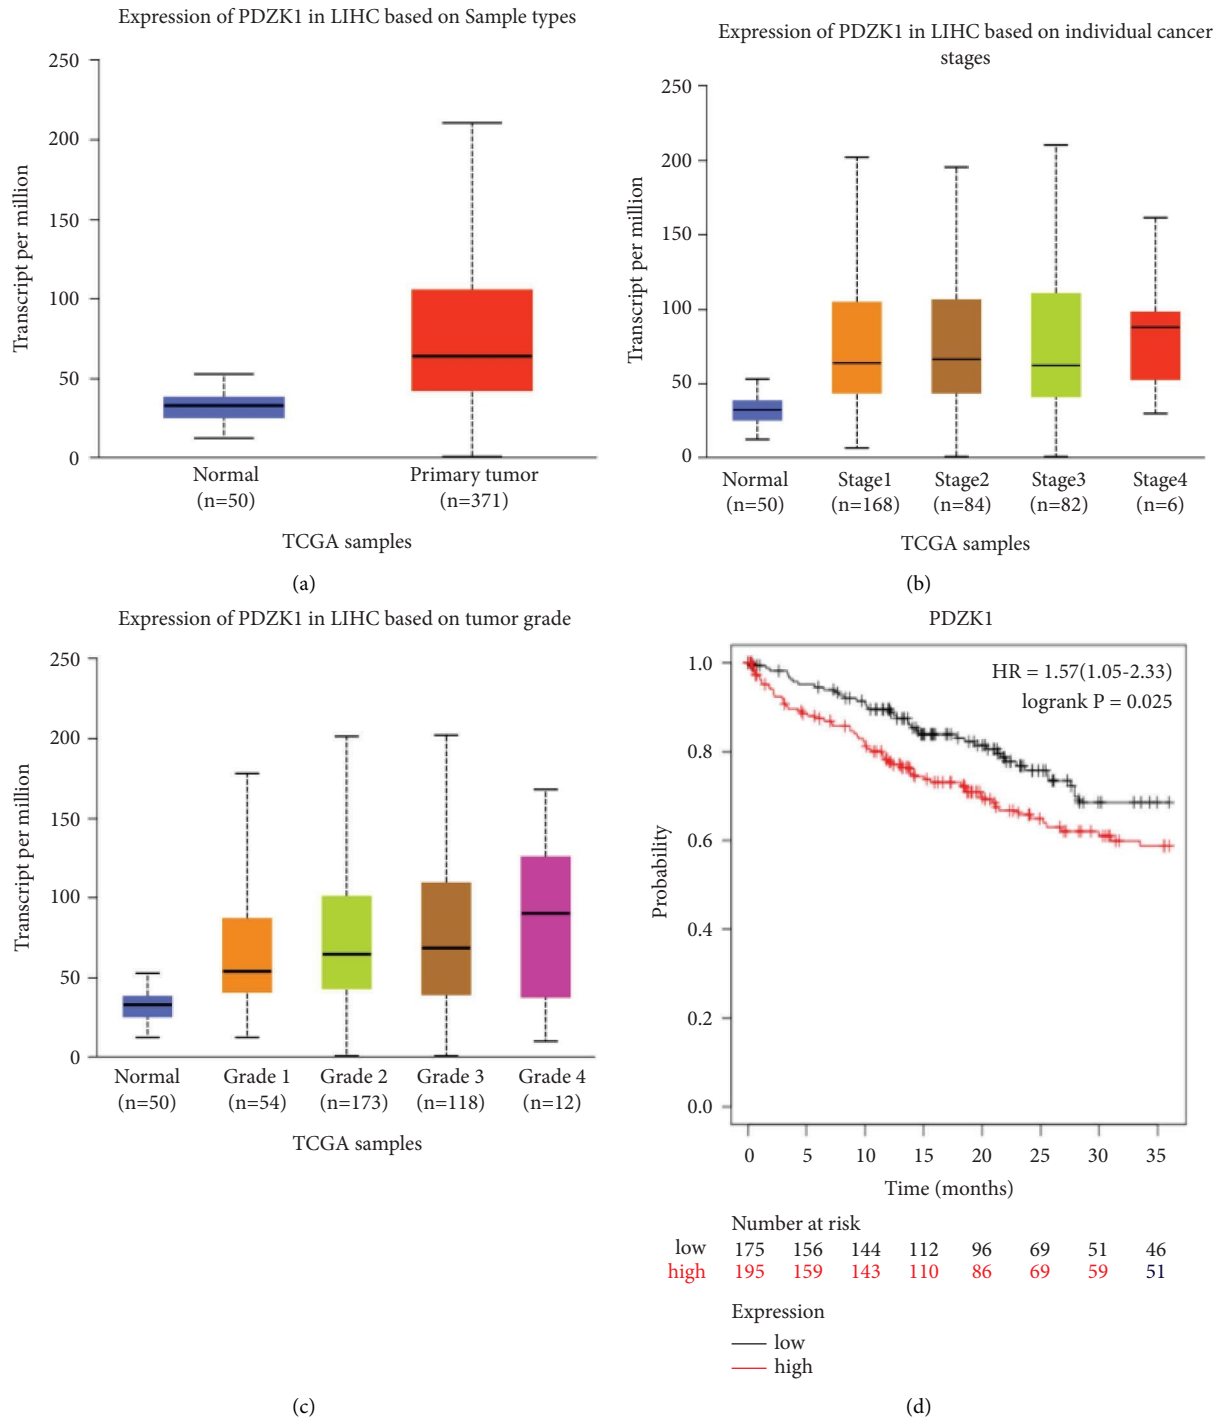 Expression of PDZK1 in LIHC based on Sample types
250
200
150
100
50
0
Transcript per million
Normal
(n=50)
Primary tumor
(n=371)
TCGA samples
(a)
Expression of PDZK1 in LIHC based on individual cancer
stages
250
200
150
100
50
0
Transcript per million
Normal
(n=50)
Stage1
(n=168)
Stage2
(n=84)
Stage3
(n=82)
Stage4
(n=6)
TCGA samples
(b)
Expression of PDZK1 in LIHC based on tumor grade
250
200
150
100
50
0
Transcript per million
Normal
(n=50)
Grade 1
(n=54)
Grade 2
(n=173)
Grade 3
(n=118)
Grade 4
(n=12)
TCGA samples
(c)
PDZK1
HR = 1.57(1.05-2.33)
logrank P = 0.025
1.0
0.8
0.6
0.4
0.2
0.0
Probability
0 5 10 15 20 25 30 35
Time (months)
Number at risk
low 175 156 144 112 96 69 51 46
high 195 159 143 110 86 69 59 51
Expression
low
high
(d)